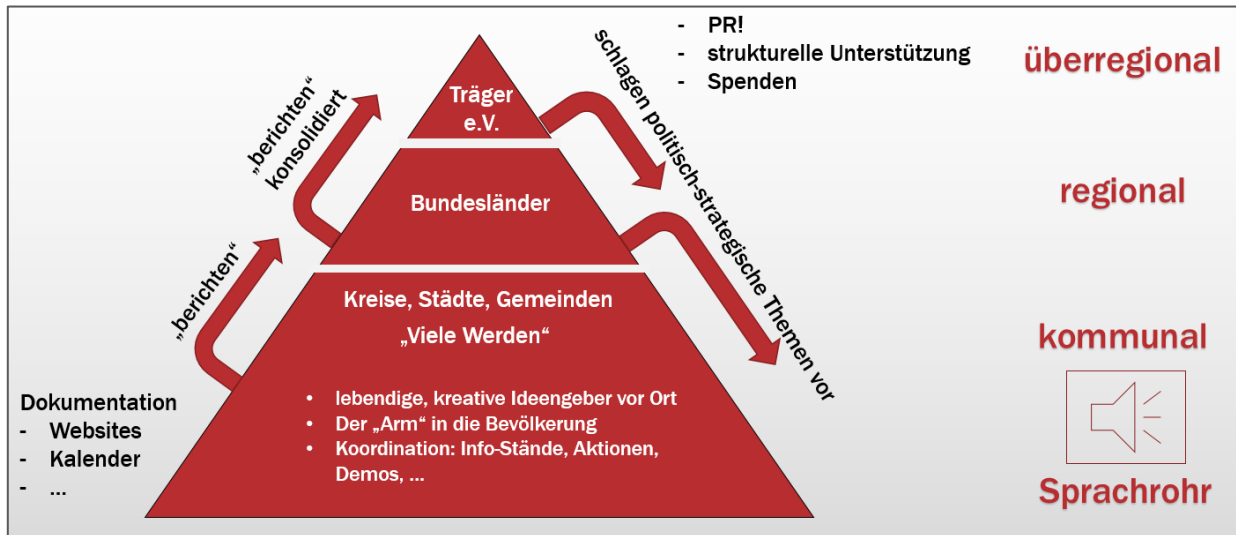 - PR!
- strukturelle Unterstützung
- Spenden
überregional
Träger
e.V.
„berichten“
konsolidiert
schlagen politisch-strategische Themen vor
Bundesländer
regional
„berichten“
Kreise, Städte, Gemeinden
„Viele Werden“
kommunal
• lebendige, kreative Ideengeber vor Ort
• Der „Arm“ in die Bevölkerung
• Koordination: Info-Stände, Aktionen,
Demos, ...
Dokumentation
- Websites
- Kalender
- ...
Sprachrohr